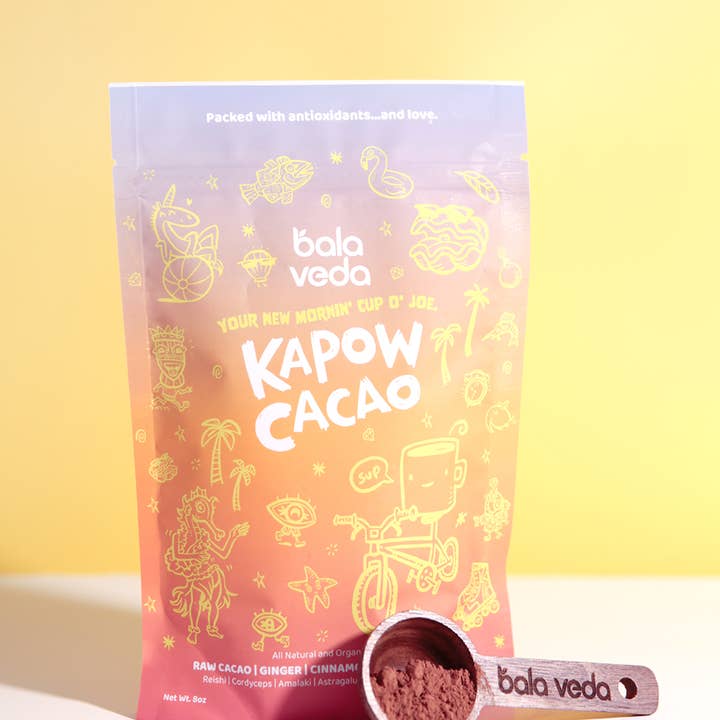 Packed with antioxidants...and love.
bala
veda
YOUR NEW MORNIN' CUP O' JOE.
KAPOW
CACAO
SUP
All Natural and Organ
RAW CACAO | GINGER | CINNAMO
Reishi | Cordyceps | Amalaki | Astragalu
Net Wt. 8oz
bala veda